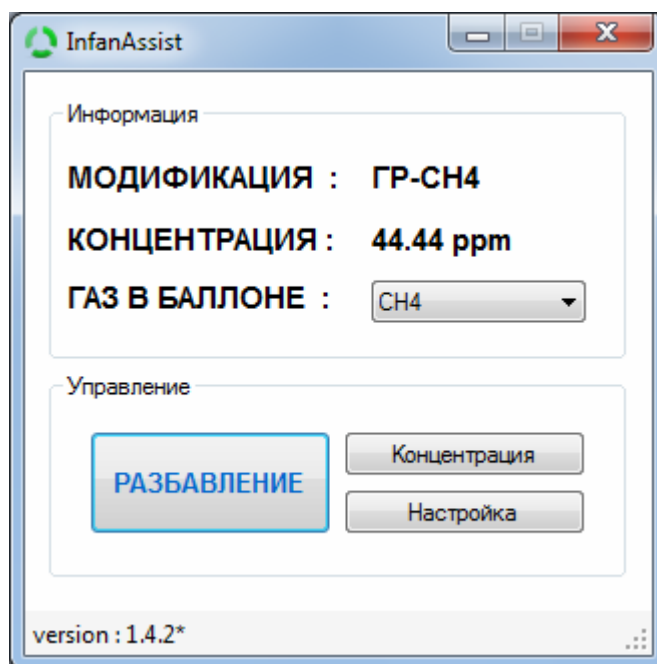 InfanAssist
Информация
МОДИФИКАЦИЯ : ГР-СН4
КОНЦЕНТРАЦИЯ : 44.44 ppm
ГАЗ В БАЛЛОНЕ : CH4
Управление
РАЗБАВЛЕНИЕ
Концентрация
Настройка
version : 1.4.2*